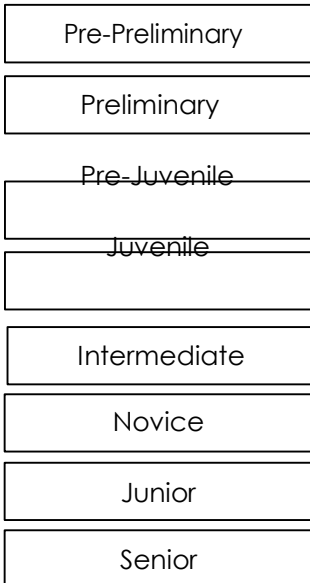 Pre-Preliminary
Preliminary
Pre-Juvenile
Juvenile
Intermediate
Novice
Junior
Senior